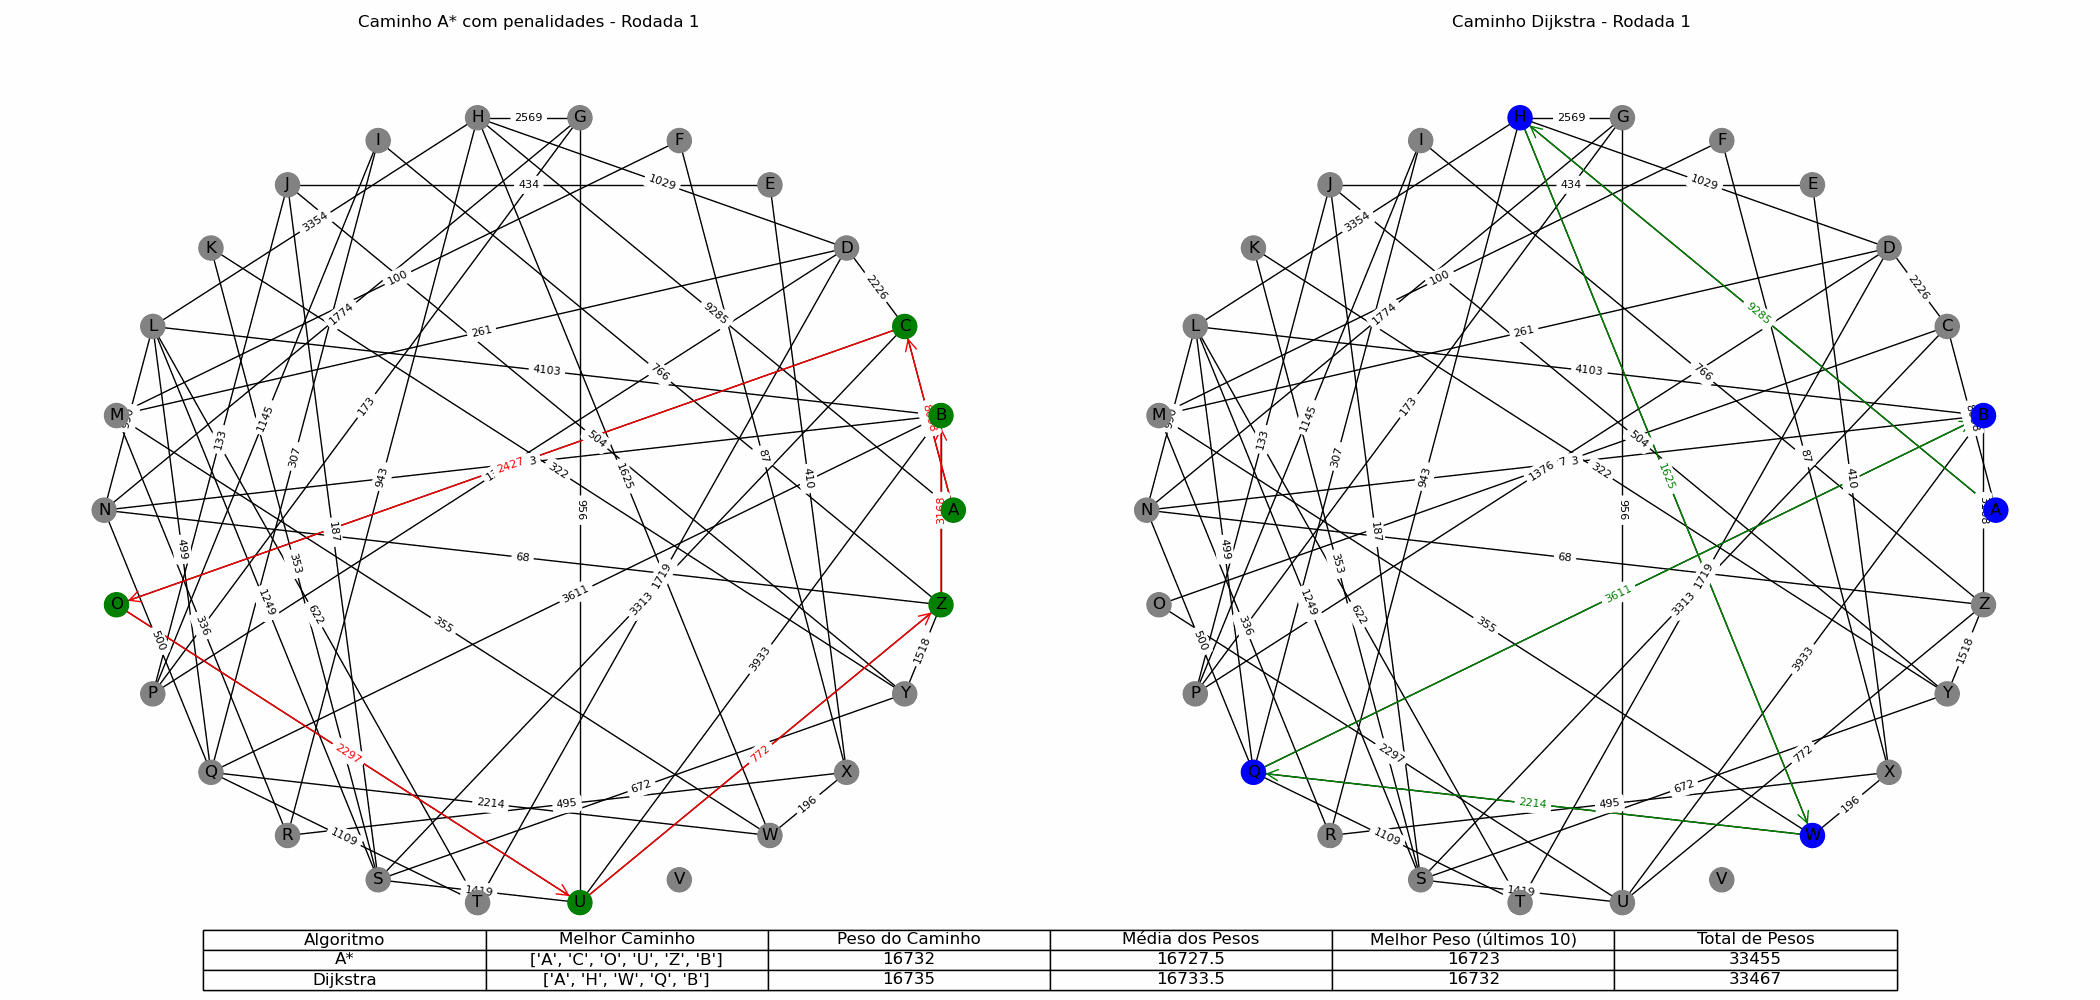 Caminho A* com penalidades - Rodada 1
H 2569 G
I
F
J 434 E
1029
3354
K
D
100
2226
1774
L
261
9285
C
4103
766
173
M
B
1145
133
504
307
2427 3
322
87
1625
943
410
N
956
3168
A
187
499
68
353
1719
1249
3313
3611
O
Z
622
336
355
500
1518
3933
P
Y
2297
772
Q
X
672
2214
495
196
R
1109
W
S
V
1419
T
U
Caminho Dijkstra - Rodada 1
H 2569 G
I
F
J 434 E
1029
3354
K
D
100
2226
1774
9285
L
261
C
4103
766
173
M
B
1145
133
504
307
1376 7 3
322
87
1625
943
410
N
956
A
187
499
68
353
1719
1249
3313
3611
O
Z
622
336
355
500
1518
3933
P
Y
2297
772
Q
X
672
2214
495
196
R
1109
W
S
V
1419
T
U
Algoritmo Melhor Caminho Peso do Caminho Média dos Pesos Melhor Peso (últimos 10) Total de Pesos
A* ['A', 'C', 'O', 'U', 'Z', 'B'] 16732 16727.5 16723 33455
Dijkstra ['A', 'H', 'W', 'Q', 'B'] 16735 16733.5 16732 33467